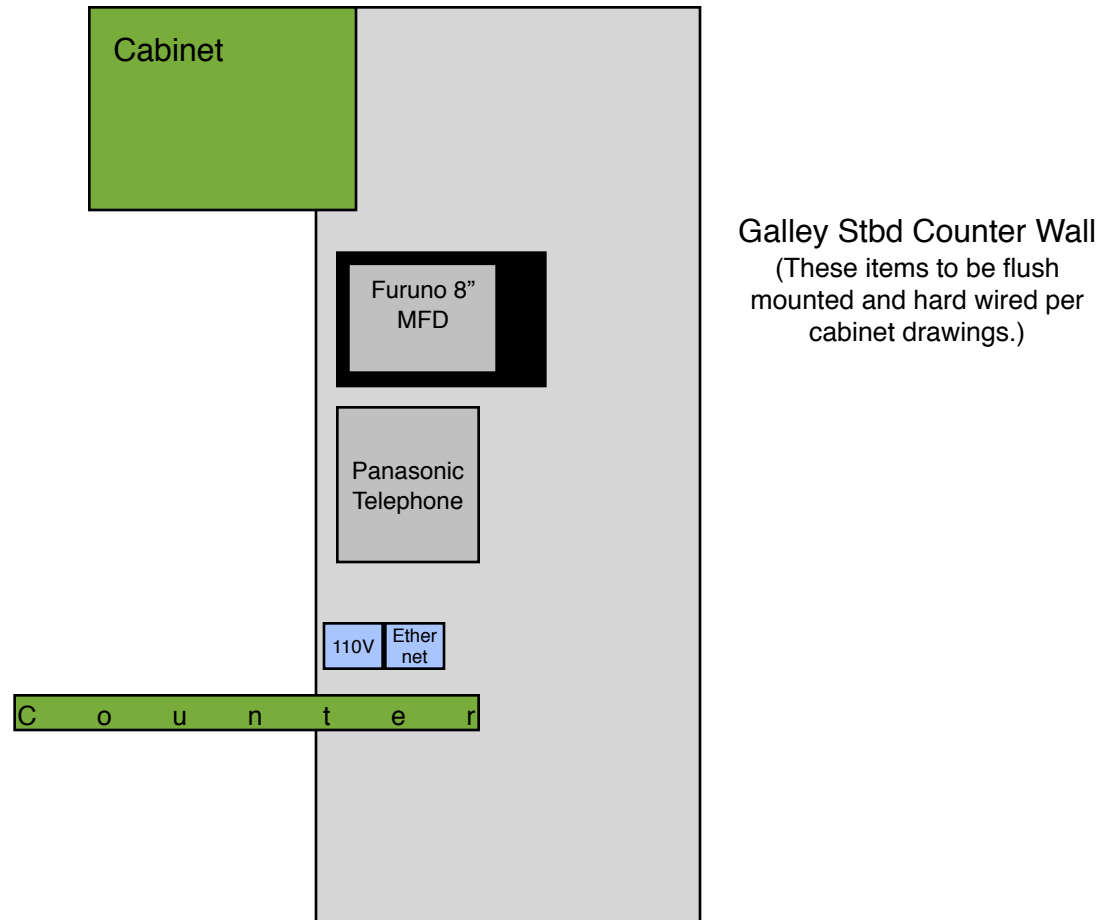 Cabinet
Galley Stbd Counter Wall
(These items to be flush
mounted and hard wired per
cabinet drawings.)
Furuno 8”
MFD
Panasonic
Telephone
110V
Ether
net
C o u n t e r